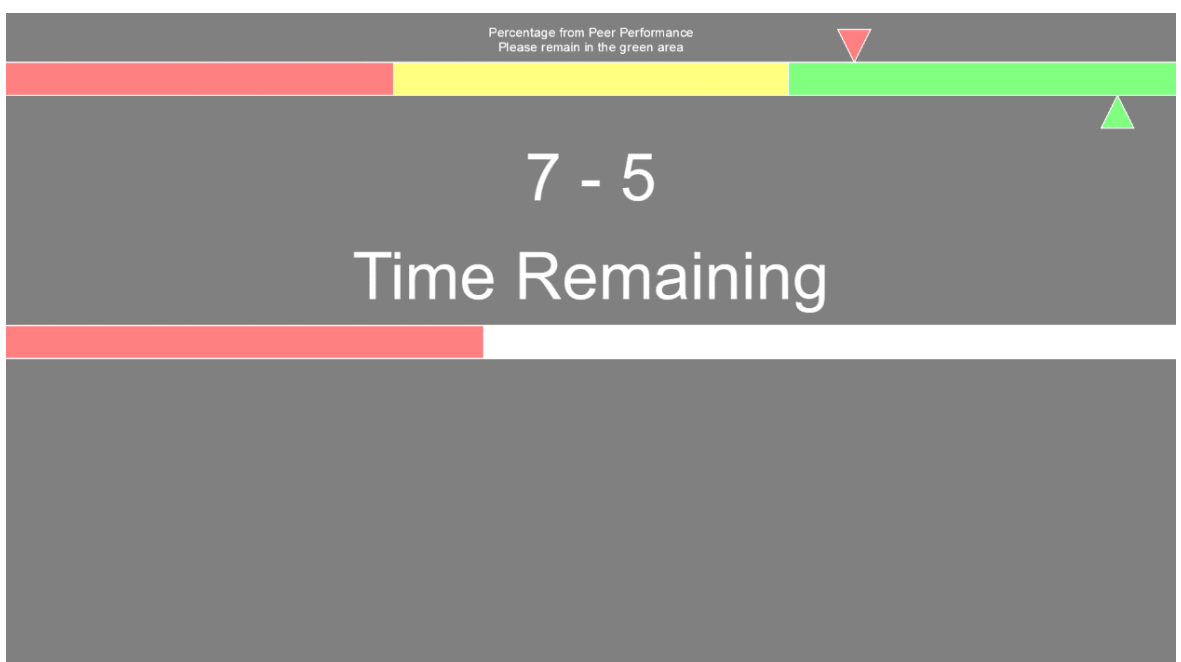 Percentage from Peer Performance
Please remain in the green area
7 - 5
Time Remaining